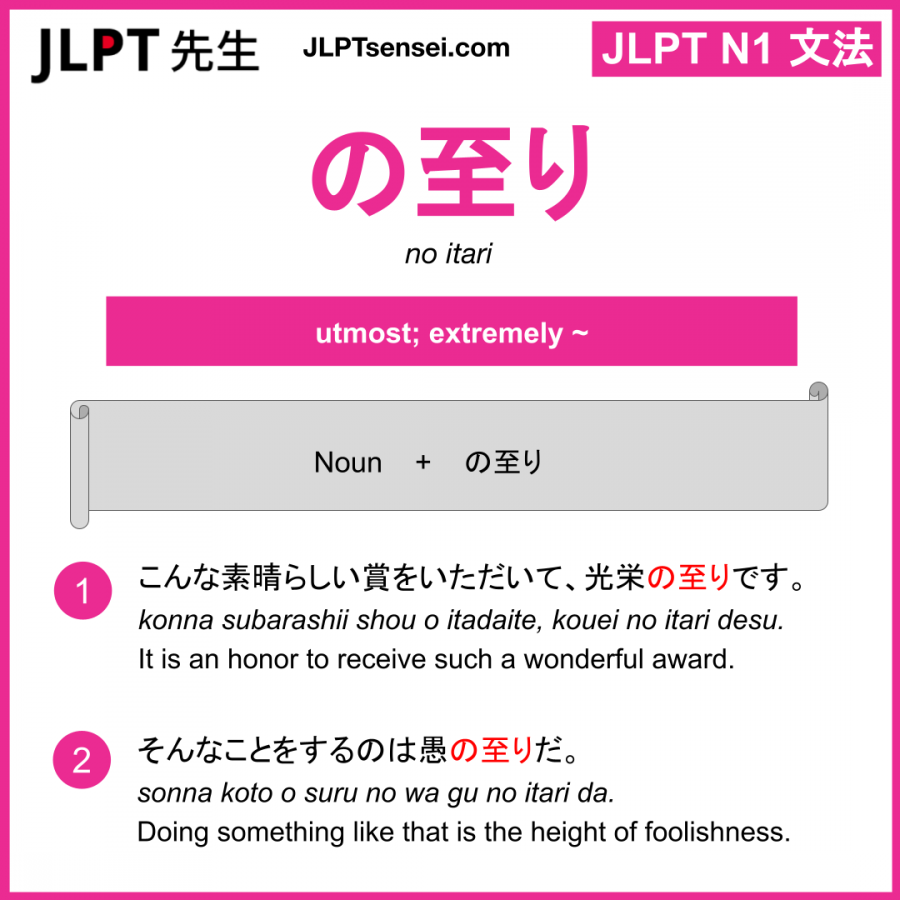 JLPT 先生
JLPTsensei.com
JLPT N1 文法
の至り
no itari
utmost; extremely ~
Noun + の至り
1
こんな素晴らしい賞をいただいて、光栄の至りです。
konna subarashii shou o itadaite, kouei no itari desu.
It is an honor to receive such a wonderful award.
2
そんなことをするのは愚の至りだ。
sonna koto o suru no wa gu no itari da.
Doing something like that is the height of foolishness.